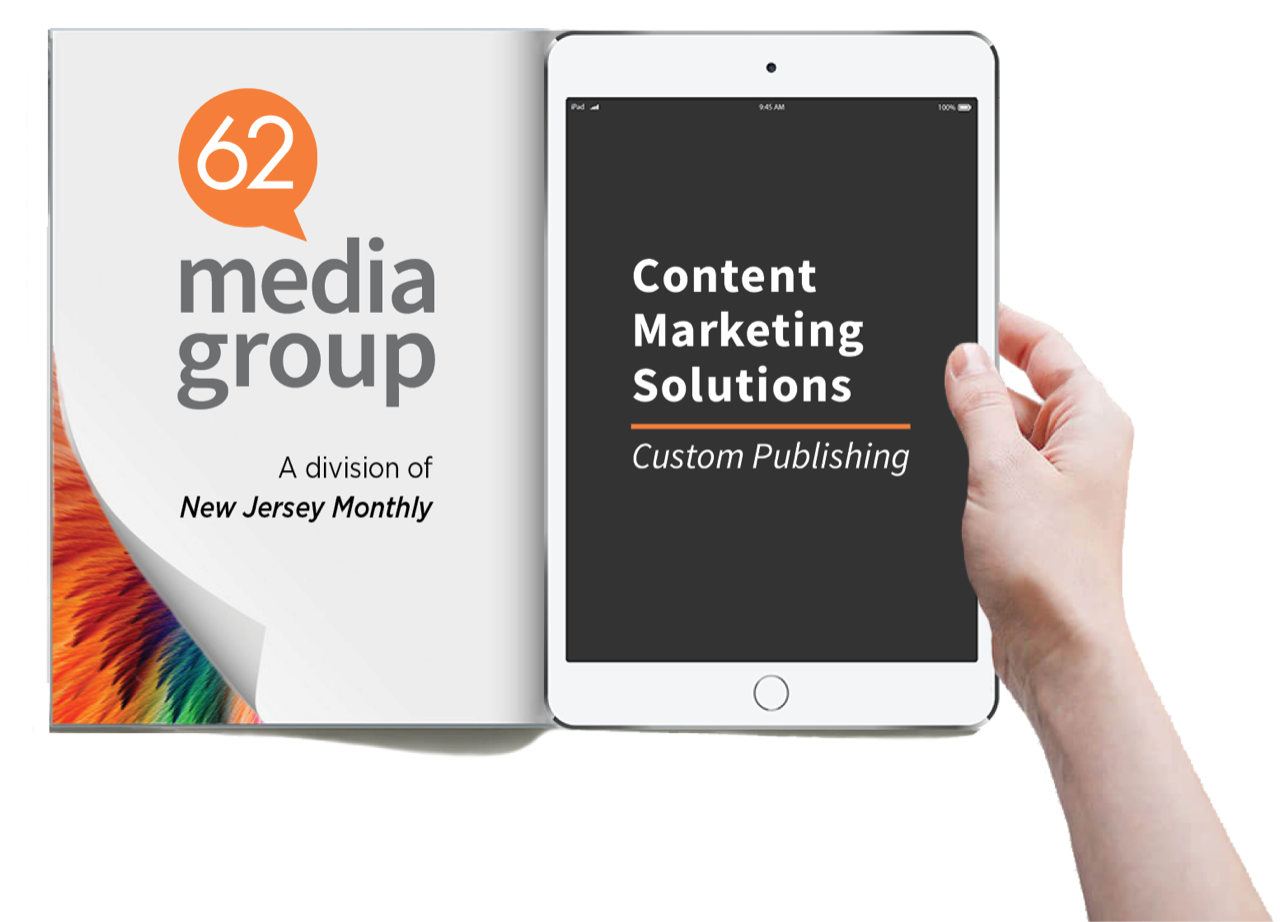 62
media
group
A division of
New Jersey Monthly
iPad
9:45 AM
100%
Content
Marketing
Solutions
Custom Publishing